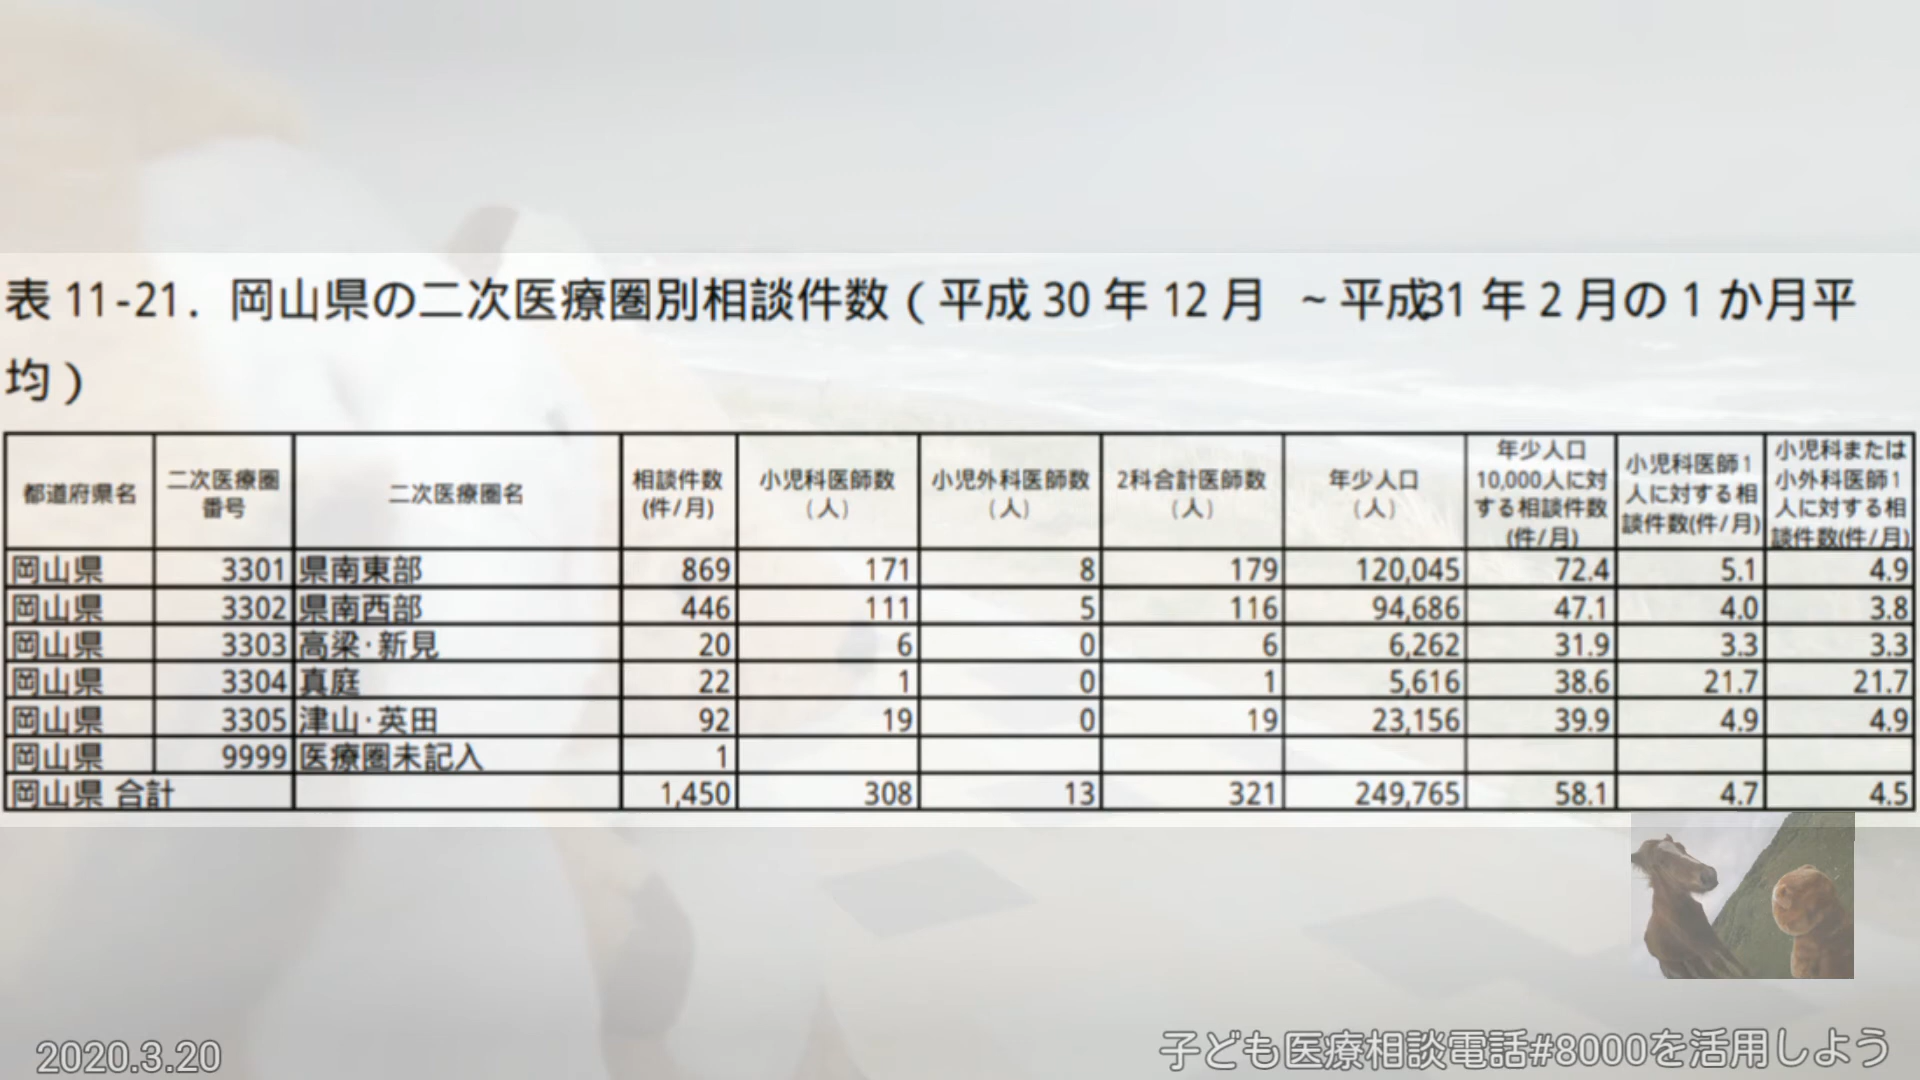 表 11-21. 岡山県の二次医療圏別相談件数（平成 30 年 12 月 ~ 平成31 年 2 月の 1 か月平
均）
都道府県名 二次医療圏番号 二次医療圏名 相談件数(件/月) 小児科医師数（人） 小児外科医師数（人） 2科合計医師数（人） 年少人口（人） 年少人口10,000人に対する相談件数(件/月) 小児科医師1人に対する相談件数(件/月) 小児科または小外科医師1人に対する相談件数(件/月)
岡山県 3301 県南東部 869 171 8 179 120,045 72.4 5.1 4.9
岡山県 3302 県南西部 446 111 5 116 94,686 47.1 4.0 3.8
岡山県 3303 高梁·新見 20 6 0 6 6,262 31.9 3.3 3.3
岡山県 3304 真庭 22 1 0 1 5,616 38.6 21.7 21.7
岡山県 3305 津山·英田 92 19 0 19 23,156 39.9 4.9 4.9
岡山県 9999 医療圏未記入 1
岡山県 合計 1,450 308 13 321 249,765 58.1 4.7 4.5
2020.3.20
子ども医療相談電話#8000を活用しよう